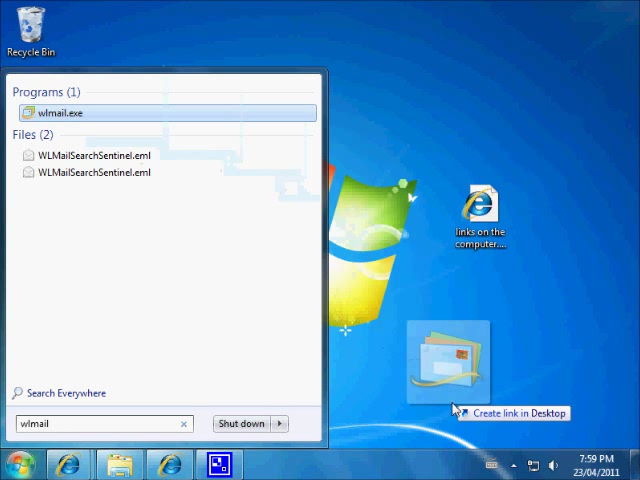 Recycle Bin
Programs (1)
wlmail.exe
Files (2)
WLMailSearchSentinel.eml
WLMailSearchSentinel.eml
links on the
computer....
Search Everywhere
Create link in Desktop
wlmail
Shut down
7:59 PM
23/04/2011